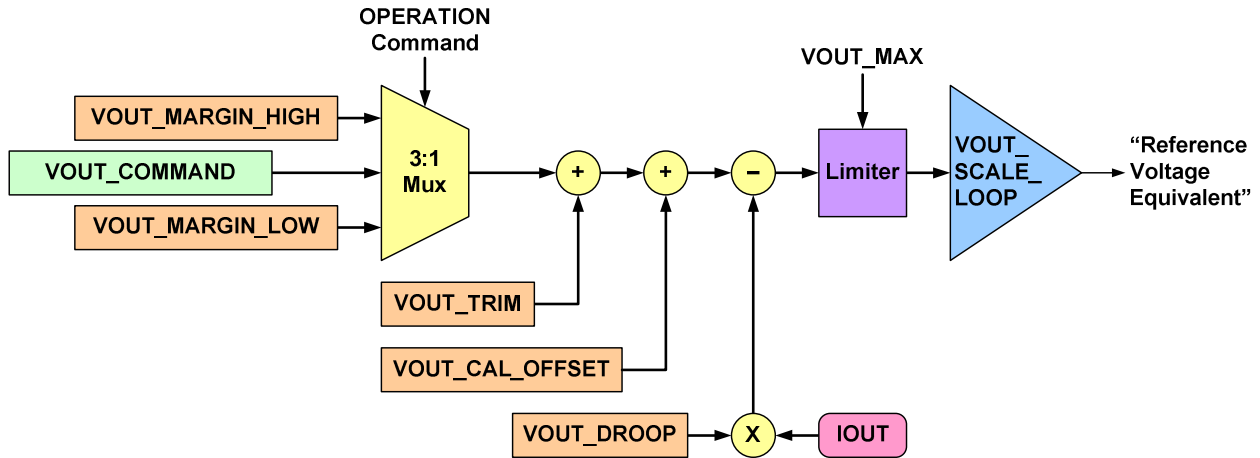 OPERATION
Command
VOUT_MAX
VOUT_MARGIN_HIGH
VOUT_COMMAND
VOUT_MARGIN_LOW
3:1
Mux
+
+
−
Limiter
VOUT_
SCALE_
LOOP
“Reference
Voltage
Equivalent”
VOUT_TRIM
VOUT_CAL_OFFSET
VOUT_DROOP
X
IOUT